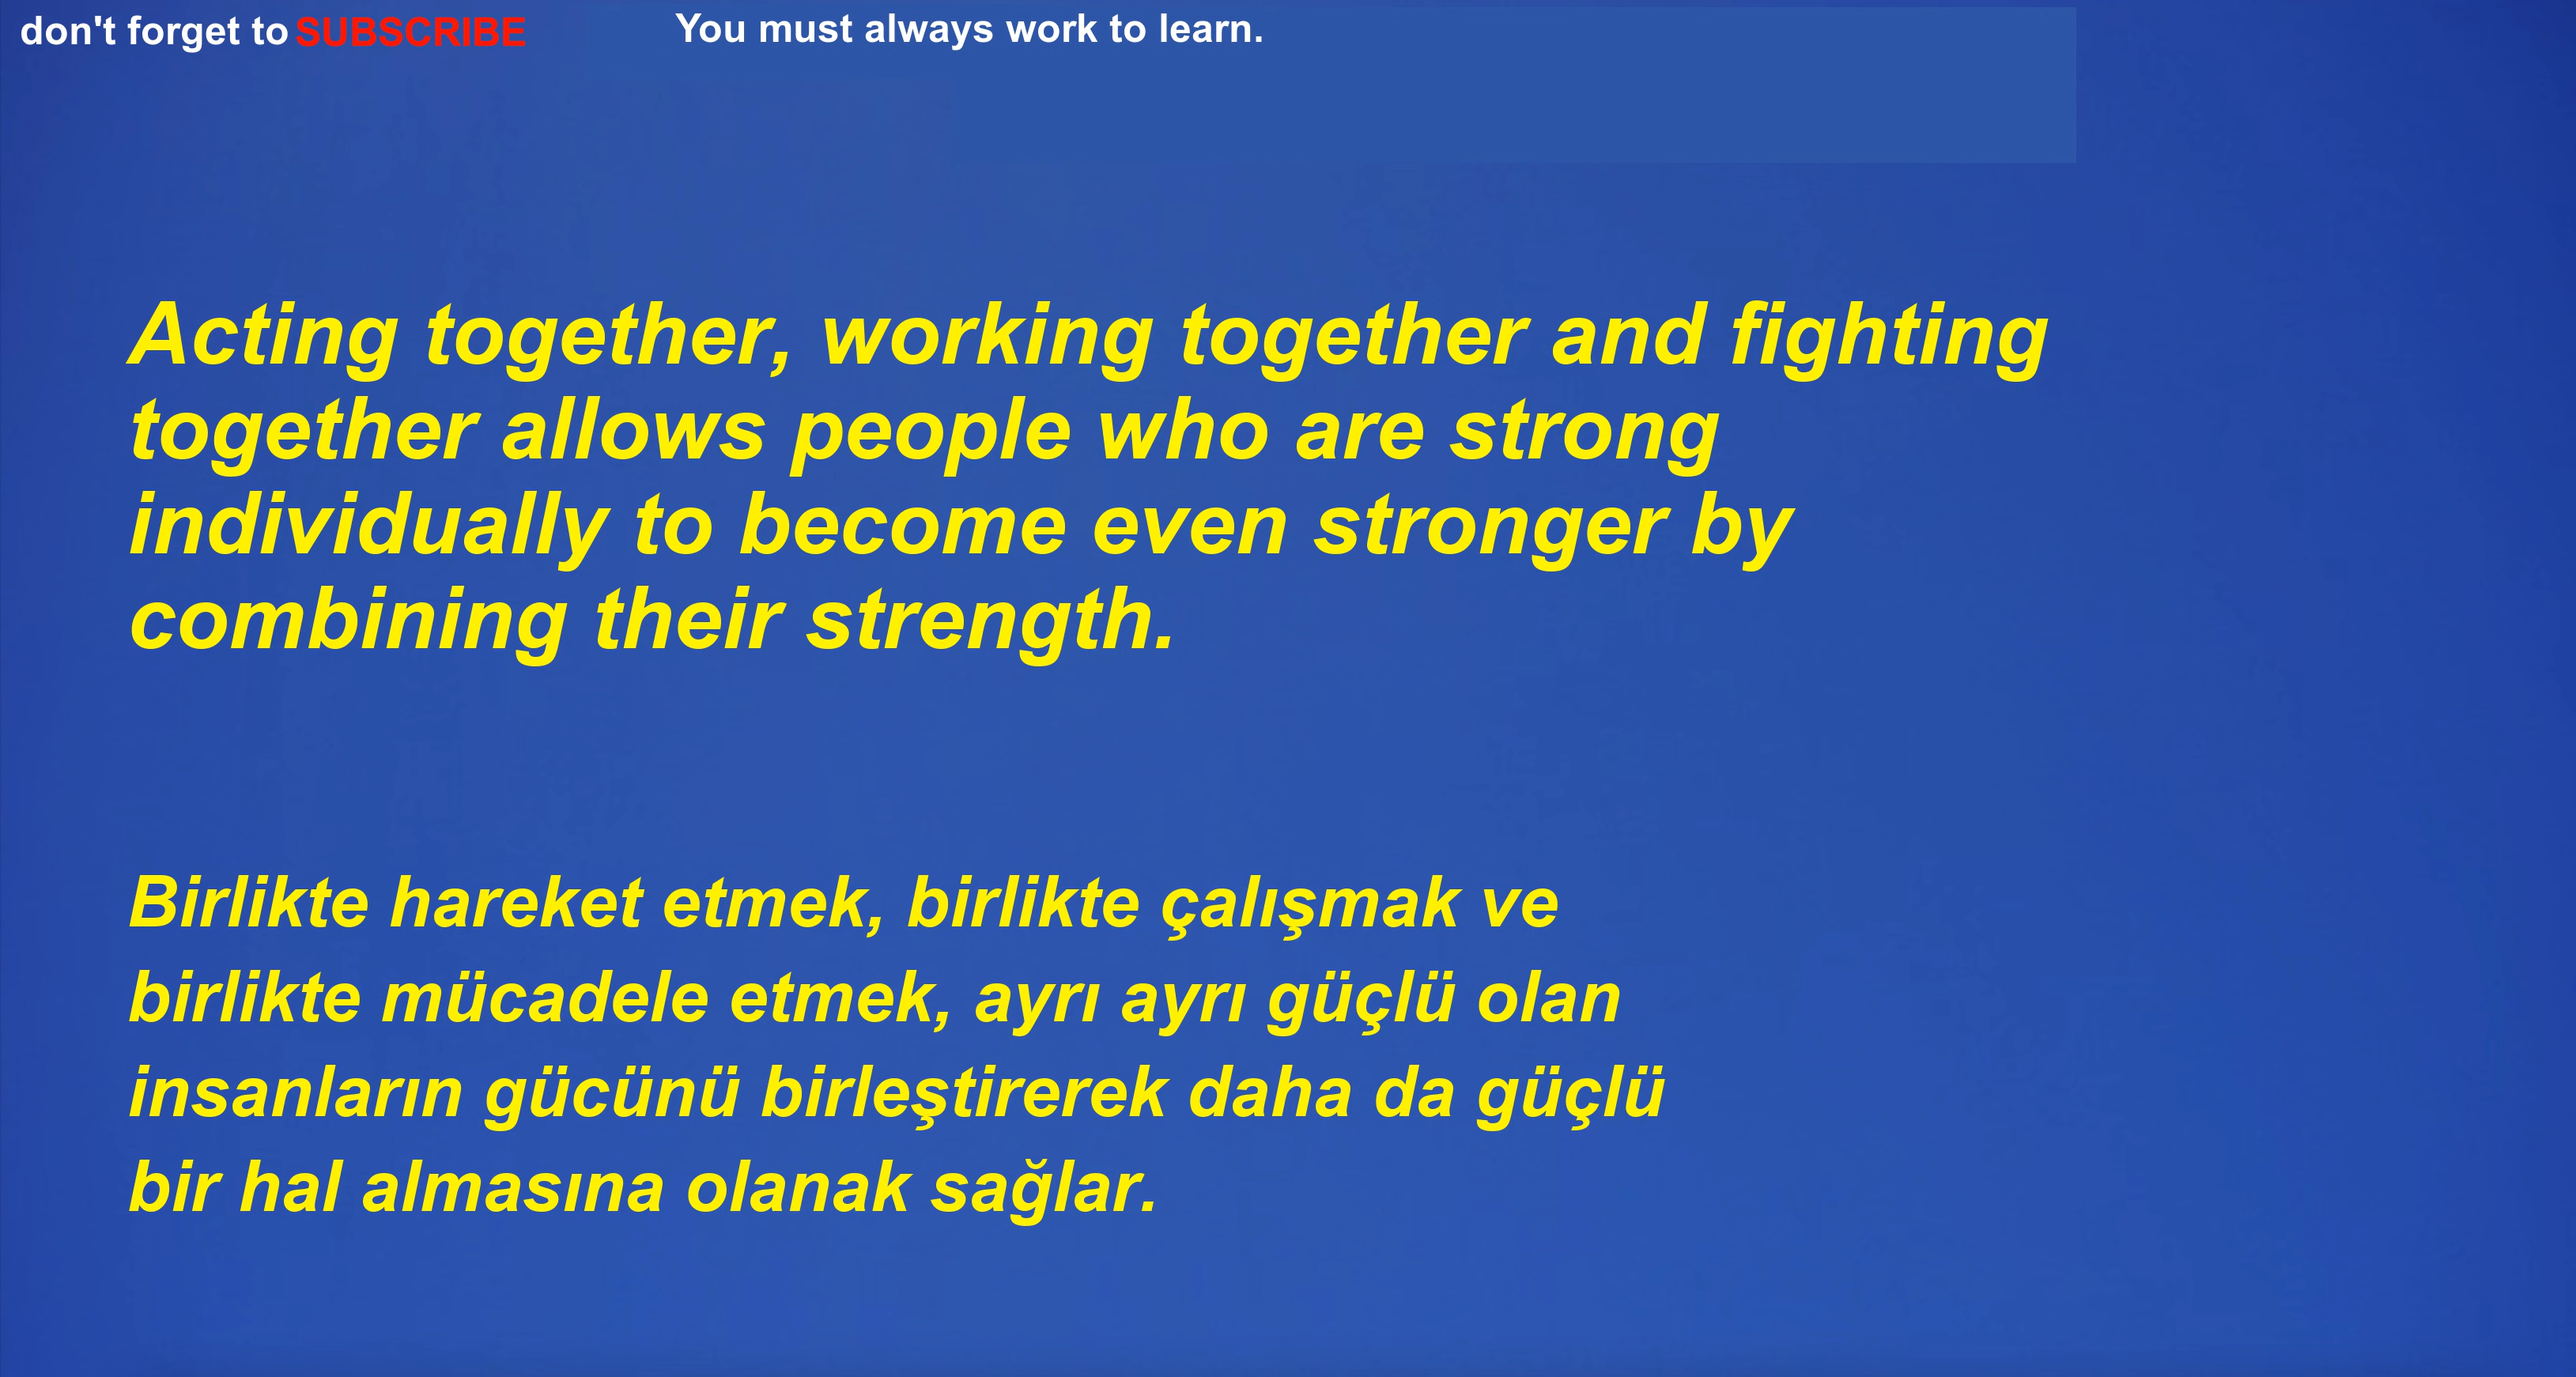 don't forget to SUBSCRIBE
You must always work to learn.
Acting together, working together and fighting
together allows people who are strong
individually to become even stronger by
combining their strength.
Birlikte hareket etmek, birlikte çalışmak ve
birlikte mücadele etmek, ayrı ayrı güçlü olan
insanların gücünü birleştirerek daha da güçlü
bir hal almasına olanak sağlar.